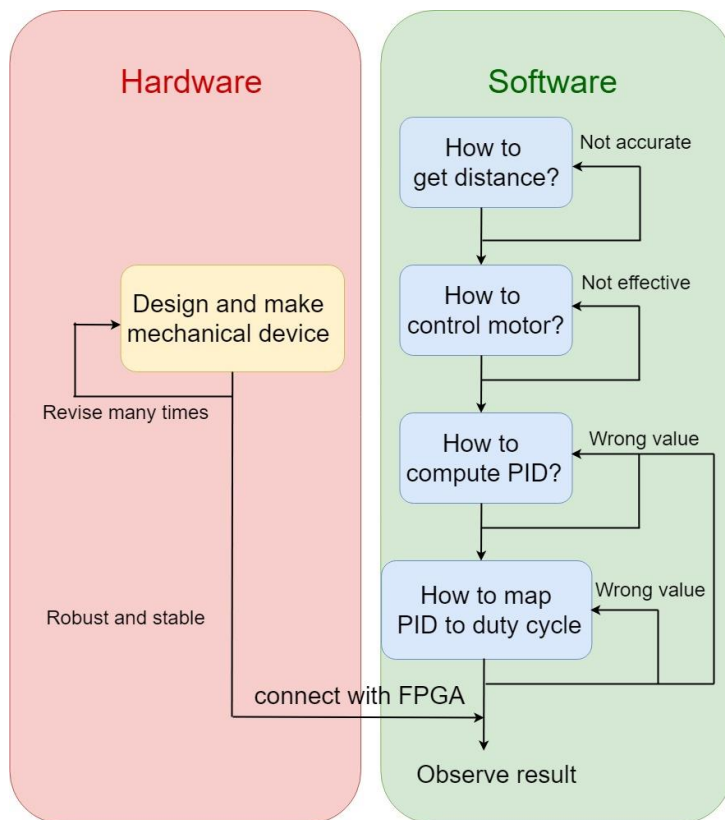 Hardware
Design and make
mechanical device
Revise many times
Robust and stable
connect with FPGA
Software
How to
get distance?
Not accurate
How to
control motor?
Not effective
How to
compute PID?
Wrong value
How to map
PID to duty cycle
Wrong value
Observe result